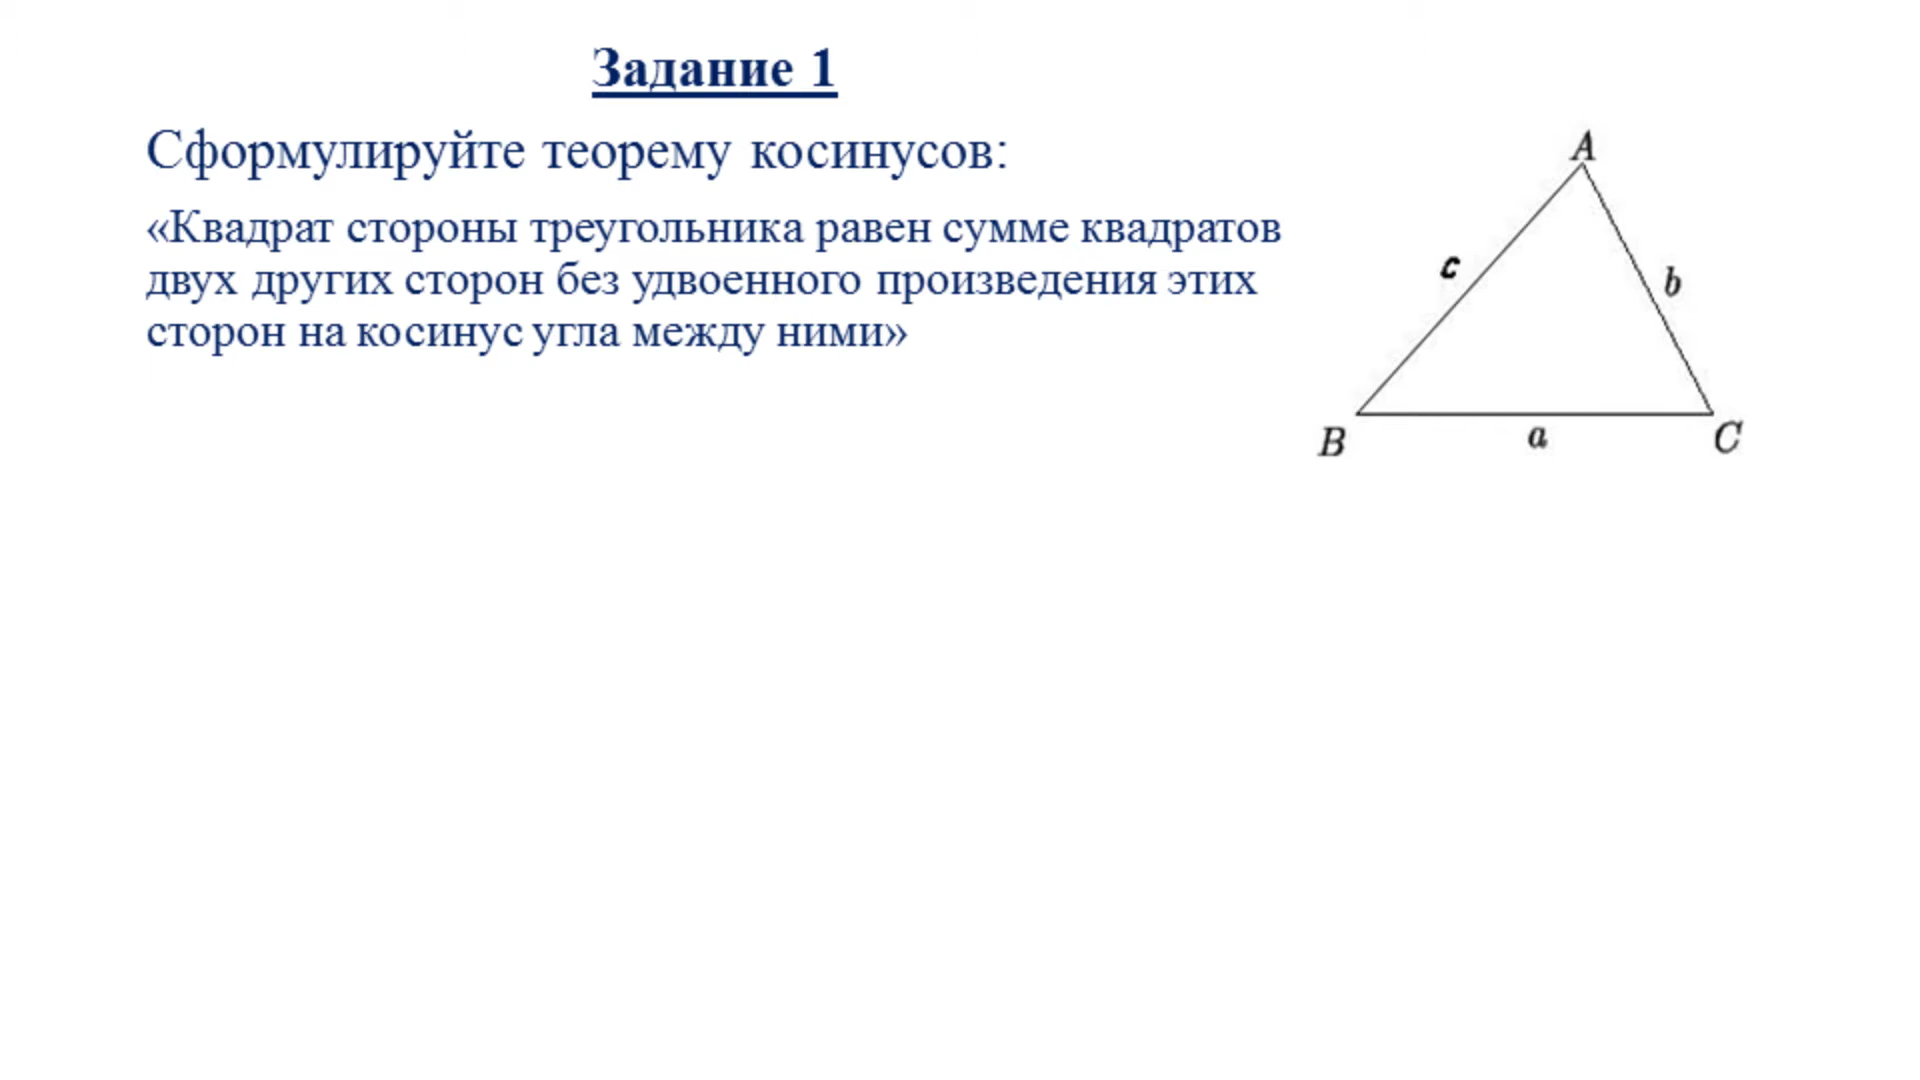 Задание 1
Сформулируйте теорему косинусов:
«Квадрат стороны треугольника равен сумме квадратов
двух других сторон без удвоенного произведения этих
сторон на косинус угла между ними»
A
c
b
B
a
C